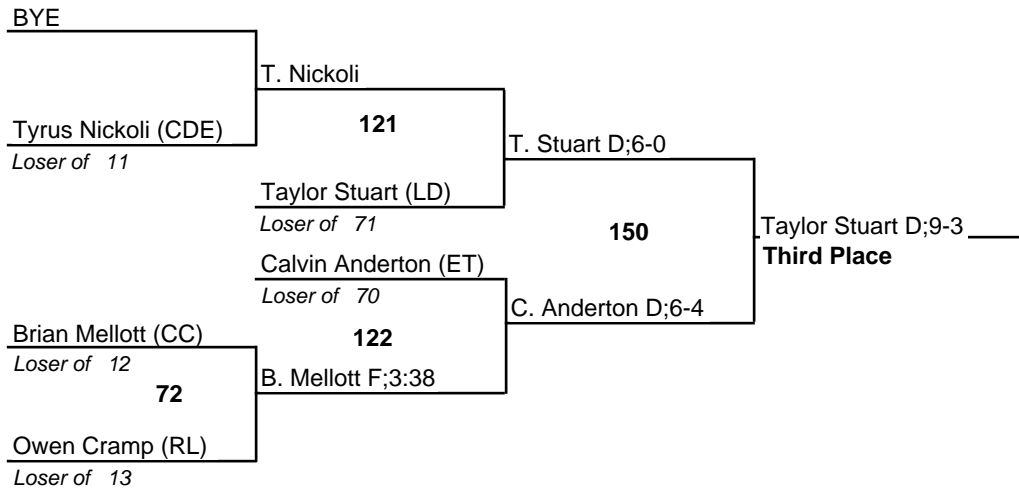 BYE
T. Nickoli
121
Tyrus Nickoli (CDE)
Loser of 11
T. Stuart D;6-0
Taylor Stuart (LD)
Loser of 71
150
Taylor Stuart D;9-3
Third Place
Calvin Anderton (ET)
Loser of 70
C. Anderton D;6-4
Brian Mellott (CC)
Loser of 12
122
72
B. Mellott F;3:38
Owen Cramp (RL)
Loser of 13